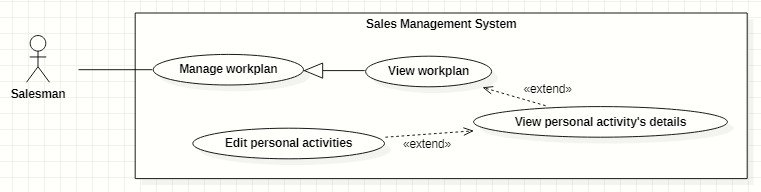 Sales Management System
Salesman
Manage workplan
View workplan
«extend»
View personal activity's details
Edit personal activities
«extend»